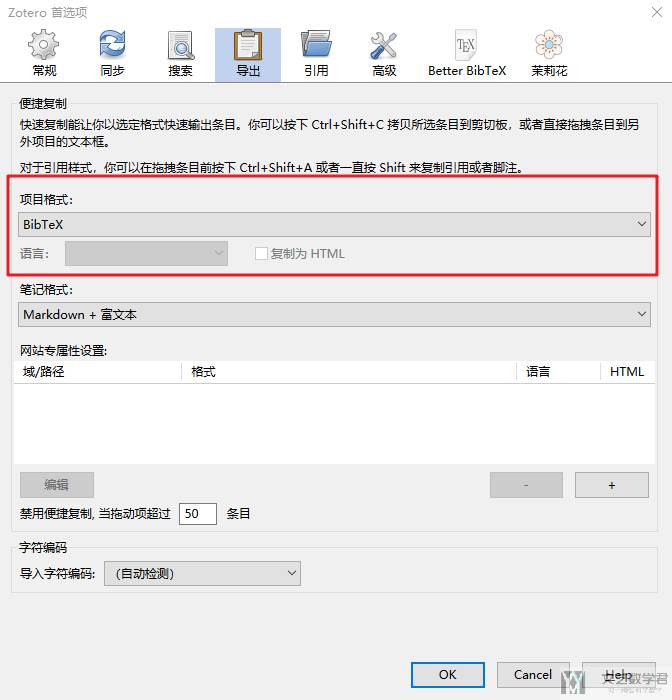 Zotero 首选项
常规 同步 搜索 导出 引用 高级 Better BibTeX 茉莉花
便捷复制
快速复制能让你以选定格式快速输出条目。你可以按下 Ctrl+Shift+C 拷贝所选条目到剪切板，或者直接拖拽条目到另
外项目的文本框。
对于引用样式，你可以在拖拽条目前按下 Ctrl+Shift+A 或者一直按 Shift 来复制引用或者脚注。
项目格式:
BibTeX
语言: 复制为 HTML
笔记格式:
Markdown + 富文本
网站专属性设置:
域/路径 格式 语言 HTML
编辑 - +
禁用便捷复制, 当拖动项超过 50 条目
字符编码
导入字符编码: (自动检测)
OK Cancel Help
文艺数学君